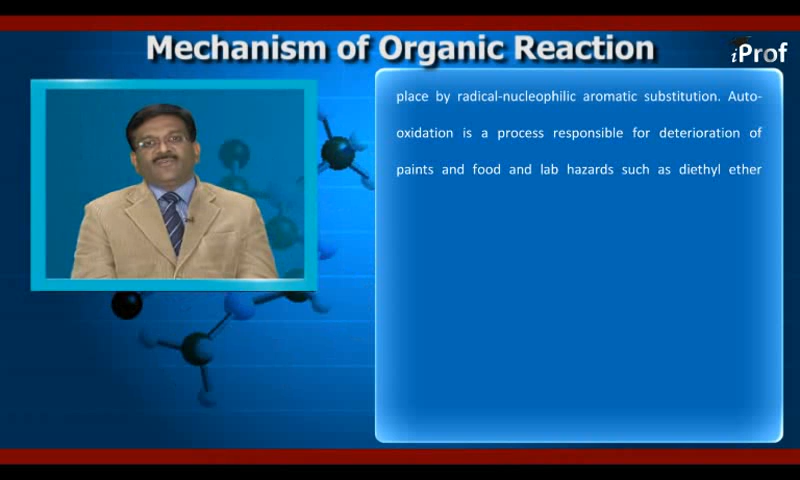 Mechanism of Organic Reaction
iProf
place by radical-nucleophilic aromatic substitution. Auto-
oxidation is a process responsible for deterioration of
paints and food and lab hazards such as diethyl ether